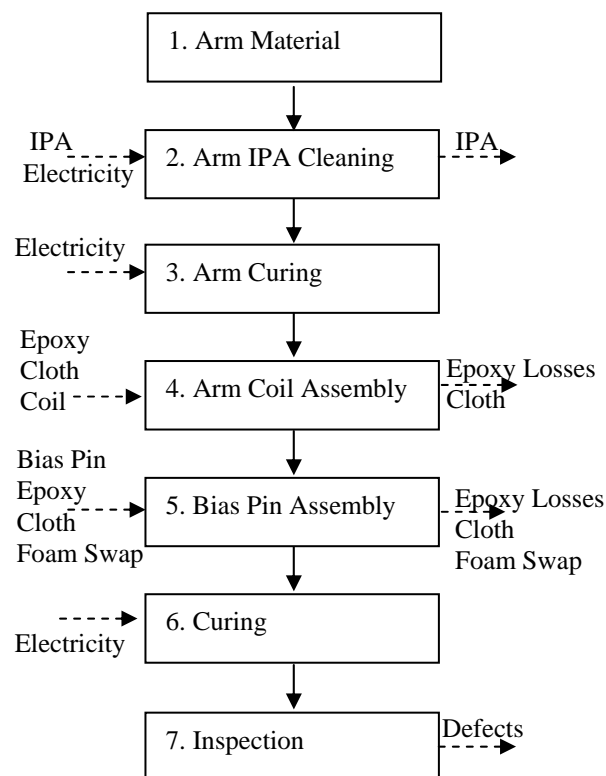 1. Arm Material
IPA
Electricity
2. Arm IPA Cleaning
IPA
Electricity
3. Arm Curing
Epoxy
Cloth
Coil
4. Arm Coil Assembly
Epoxy Losses
Cloth
Bias Pin
Epoxy
Cloth
Foam Swap
5. Bias Pin Assembly
Epoxy Losses
Cloth
Foam Swap
Electricity
6. Curing
7. Inspection
Defects